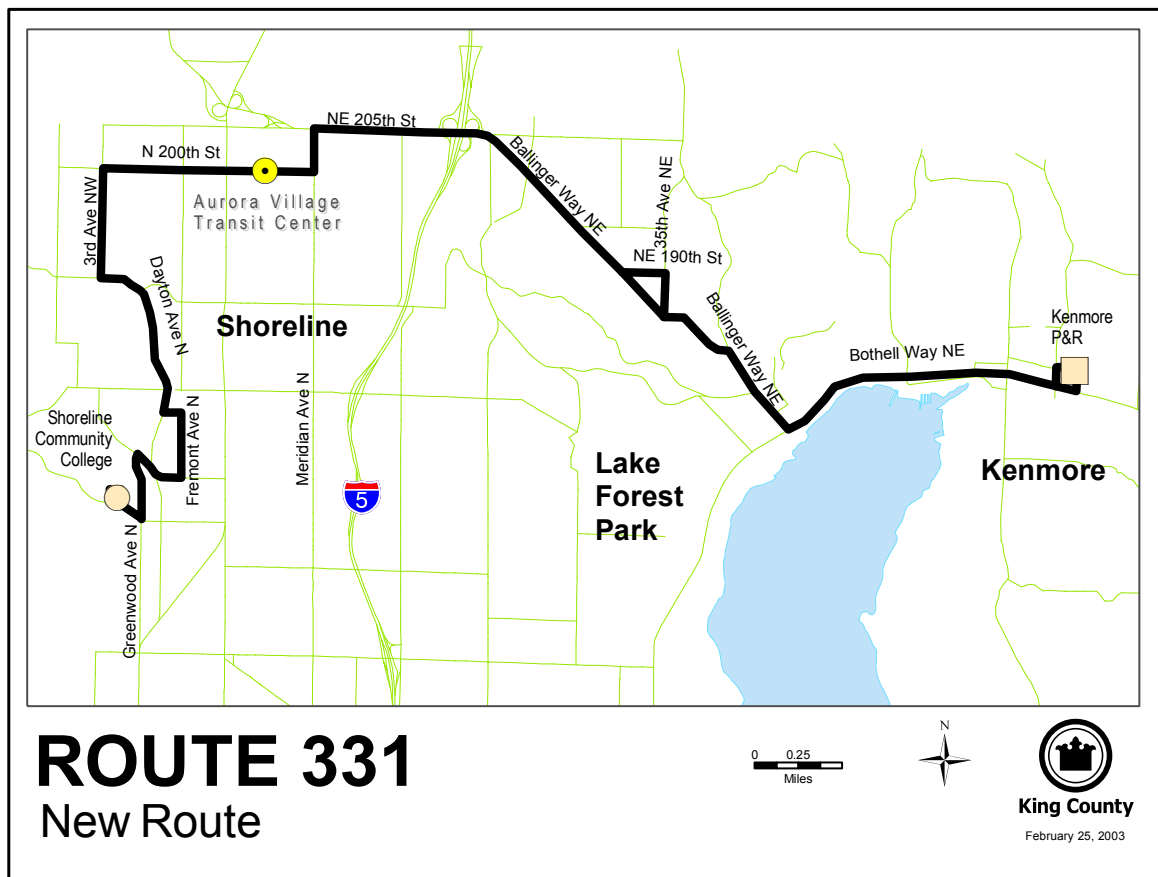 NE 205th St
N 200th St
Aurora Village
Transit Center
3rd Ave NW
Ballinger Way NE
35th Ave NE
NE 190th St
Dayton Ave N
Shoreline
Ballinger Way NE
Kenmore
P&R
Bothell Way NE
Meridian Ave N
Fremont Ave N
Shoreline
Community
College
5
Lake
Forest
Park
Kenmore
Greenwood Ave N
ROUTE 331
New Route
0 0.25
Miles
N
King County
February 25, 2003